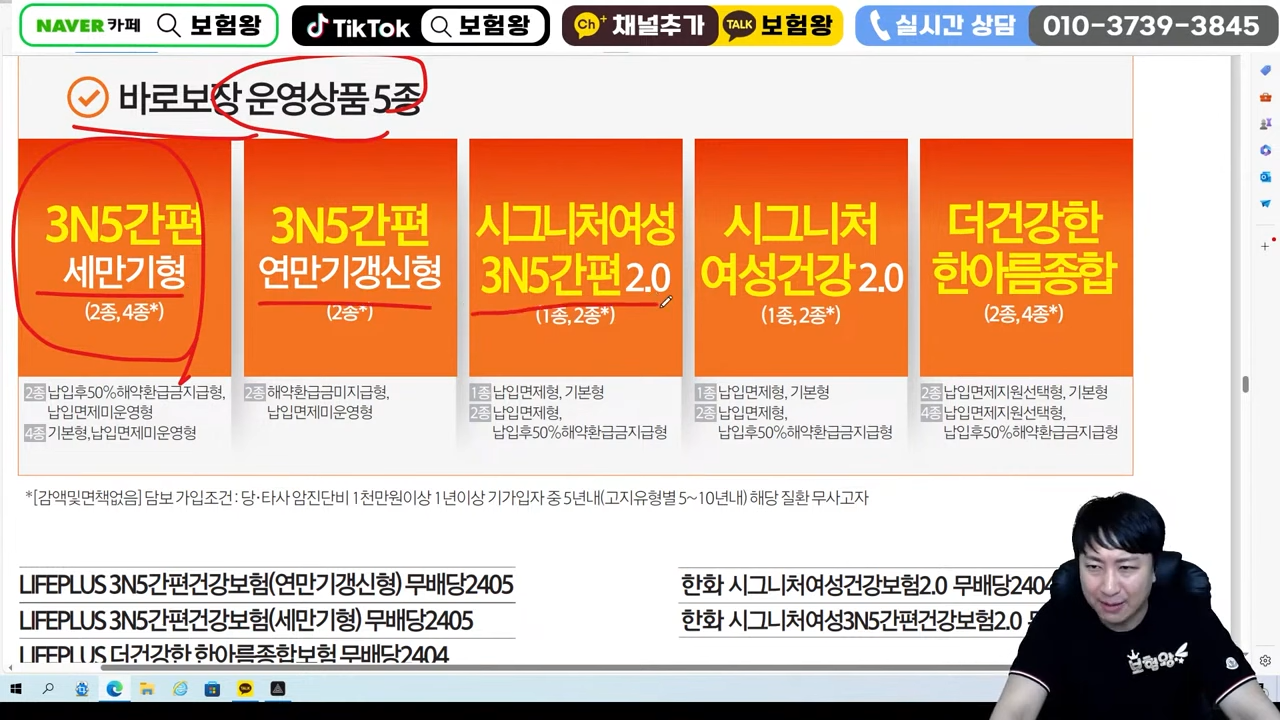 NAVER 카페 보험왕
TikTok 보험왕
Ch+ 채널추가 TALK 보험왕
실시간 상담 010-3739-3845
바로보장 운영상품 5종
3N5간편
세만기형
(2종, 4종*)
2종 납입후50%해약환급금지급형,
납입면제미운영형
4종 기본형,납입면제미운영형
3N5간편
연만기갱신형
(2종*)
2종 해약환급금미지급형,
납입면제미운영형
시그니처여성
3N5간편 2.0
(1종, 2종*)
1종 납입면제형, 기본형
2종 납입면제형,
납입후50%해약환급금지급형
시그니처
여성건강 2.0
(1종, 2종*)
1종 납입면제형, 기본형
2종 납입면제형,
납입후50%해약환급금지급형
더건강한
한아름종합
(2종, 4종*)
2종 납입면제지원선택형, 기본형
4종 납입면제지원선택형,
납입후50%해약환급금지급형
*[감액및면책없음] 담보 가입조건 : 당·타사 암진단비 1천만원이상 1년이상 기가입자 중 5년내(고지유형별 5~10년내) 해당 질환 무사고자
LIFEPLUS 3N5간편건강보험(연만기갱신형) 무배당2405
LIFEPLUS 3N5간편건강보험(세만기형) 무배당2405
LIFEPLUS 더건강한 한아름종합보험 무배당2404
한화 시그니처여성건강보험2.0 무배당2404
한화 시그니처여성3N5간편건강보험2.0
보험왕